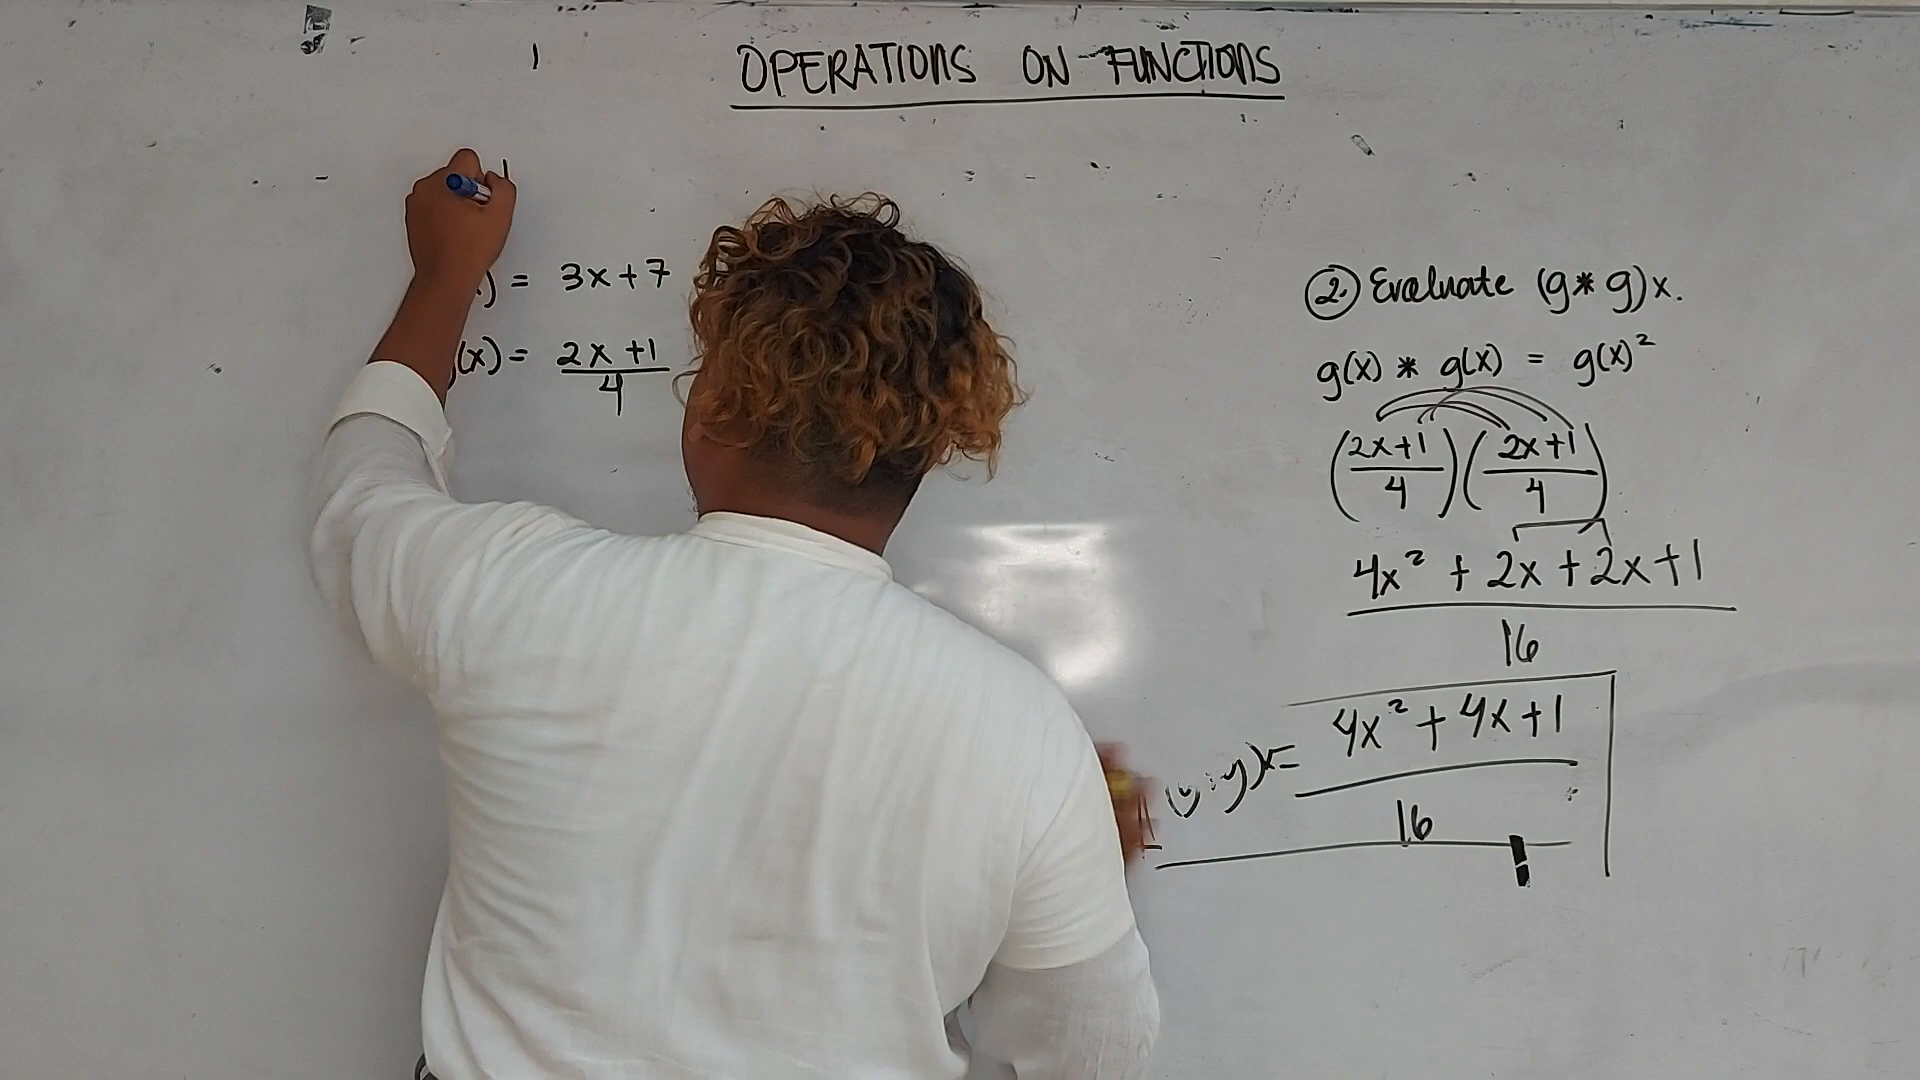 OPERATIONS ON FUNCTIONS
) = 3x+7
(x) = 2x+1
4
2. Evaluate (g * g)x.
g(x) * g(x) = g(x)²
(2x+1)(2x+1)
4 4
4x² + 2x + 2x + 1
16
)x = 4x² + 4x + 1
16